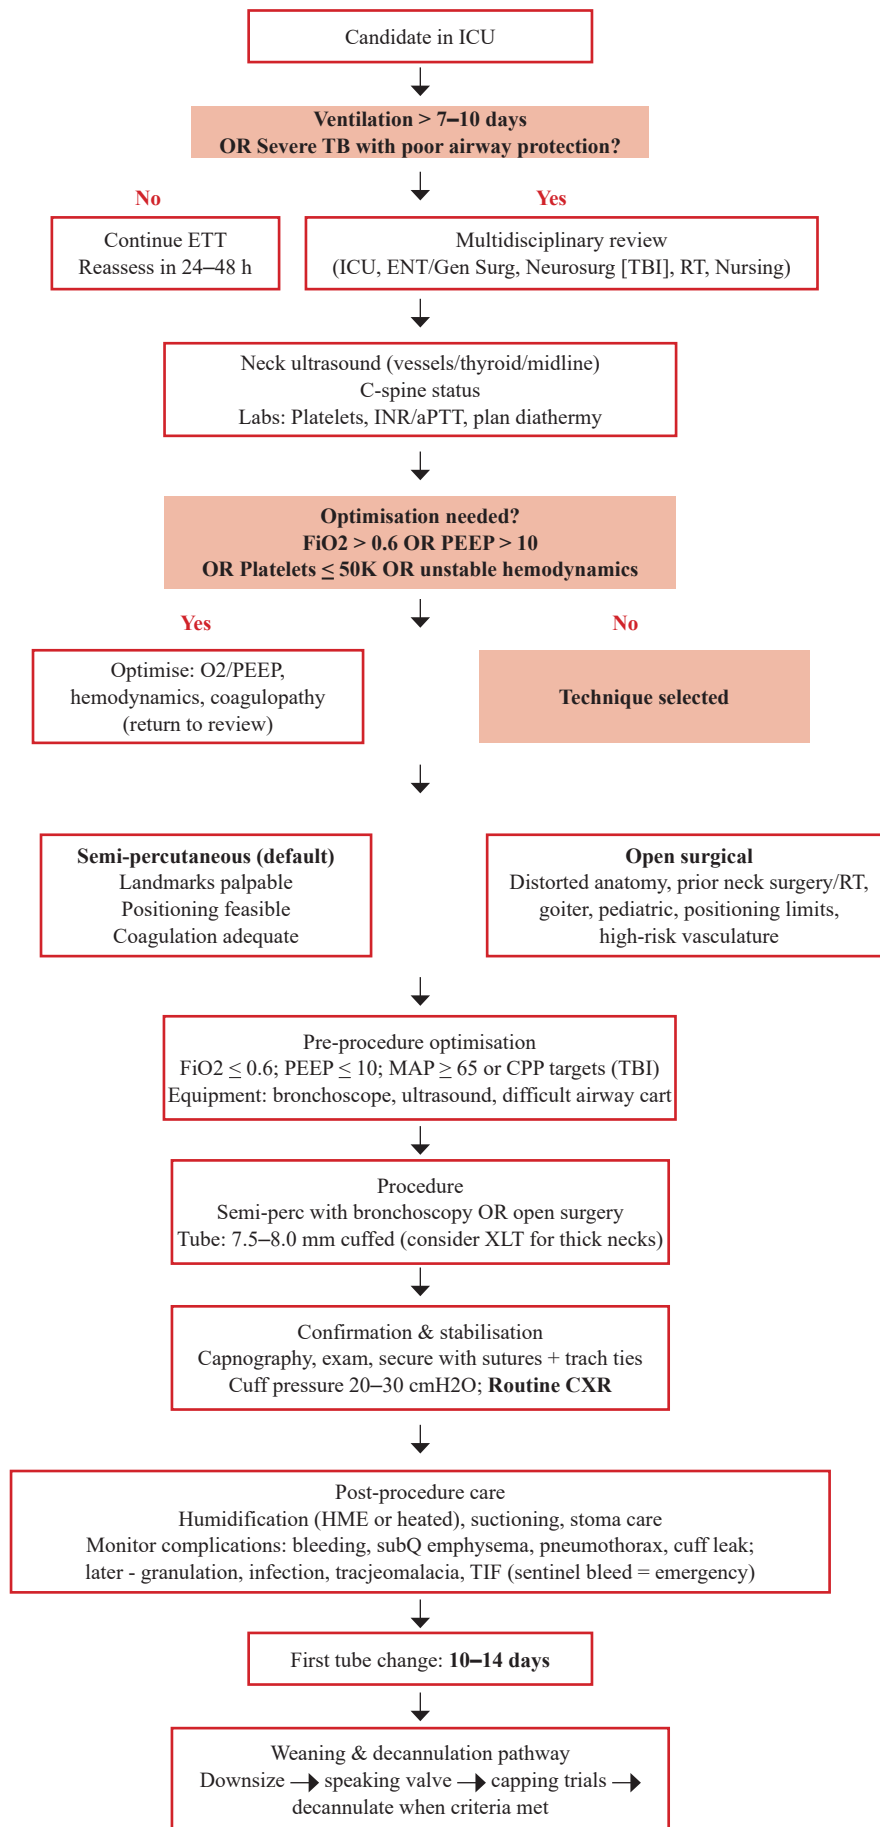 Candidate in ICU
Ventilation > 7–10 days
OR Severe TB with poor airway protection?
No
Yes
Continue ETT
Reassess in 24–48 h
Multidisciplinary review
(ICU, ENT/Gen Surg, Neurosurg [TBI], RT, Nursing)
Neck ultrasound (vessels/thyroid/midline)
C-spine status
Labs: Platelets, INR/aPTT, plan diathermy
Optimisation needed?
FiO2 > 0.6 OR PEEP > 10
OR Platelets ≤ 50K OR unstable hemodynamics
Yes
No
Optimise: O2/PEEP,
hemodynamics, coagulopathy
(return to review)
Technique selected
Semi-percutaneous (default)
Landmarks palpable
Positioning feasible
Coagulation adequate
Open surgical
Distorted anatomy, prior neck surgery/RT,
goiter, pediatric, positioning limits,
high-risk vasculature
Pre-procedure optimisation
FiO2 ≤ 0.6; PEEP ≤ 10; MAP ≥ 65 or CPP targets (TBI)
Equipment: bronchoscope, ultrasound, difficult airway cart
Procedure
Semi-perc with bronchoscopy OR open surgery
Tube: 7.5–8.0 mm cuffed (consider XLT for thick necks)
Confirmation & stabilisation
Capnography, exam, secure with sutures + trach ties
Cuff pressure 20–30 cmH2O; Routine CXR
Post-procedure care
Humidification (HME or heated), suctioning, stoma care
Monitor complications: bleeding, subQ emphysema, pneumothorax, cuff leak;
later - granulation, infection, tracjeomalacia, TIF (sentinel bleed = emergency)
First tube change: 10–14 days
Weaning & decannulation pathway
Downsize → speaking valve → capping trials →
decannulate when criteria met